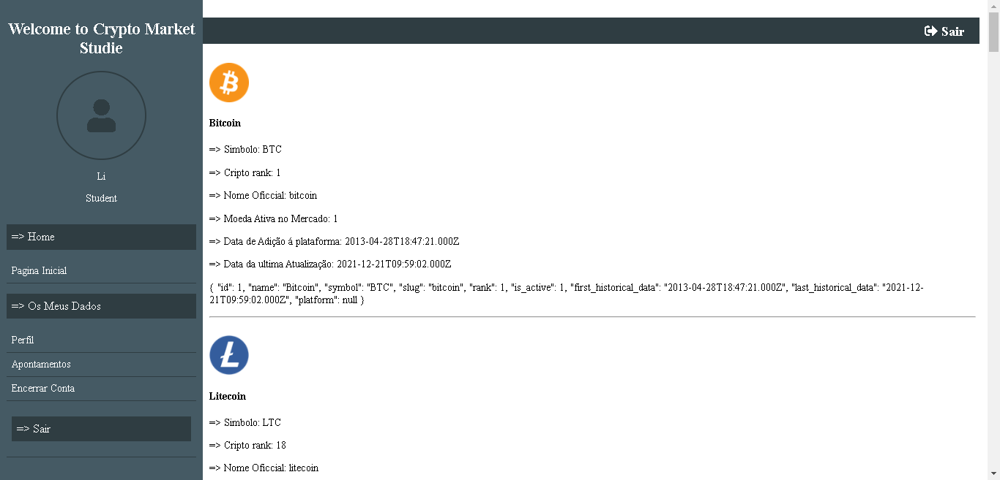 Welcome to Crypto Market
Studie
Li
Student
=> Home
Pagina Inicial
=> Os Meus Dados
Perfil
Apontamentos
Encerrar Conta
=> Sair
Sair
Bitcoin
=> Simbolo: BTC
=> Cripto rank: 1
=> Nome Oficcial: bitcoin
=> Moeda Ativa no Mercado: 1
=> Data de Adição á plataforma: 2013-04-28T18:47:21.000Z
=> Data da ultima Atualização: 2021-12-21T09:59:02.000Z
{ "id": 1, "name": "Bitcoin", "symbol": "BTC", "slug": "bitcoin", "rank": 1, "is_active": 1, "first_historical_data": "2013-04-28T18:47:21.000Z", "last_historical_data": "2021-12-
21T09:59:02.000Z", "platform": null }
Litecoin
=> Simbolo: LTC
=> Cripto rank: 18
=> Nome Oficcial: litecoin